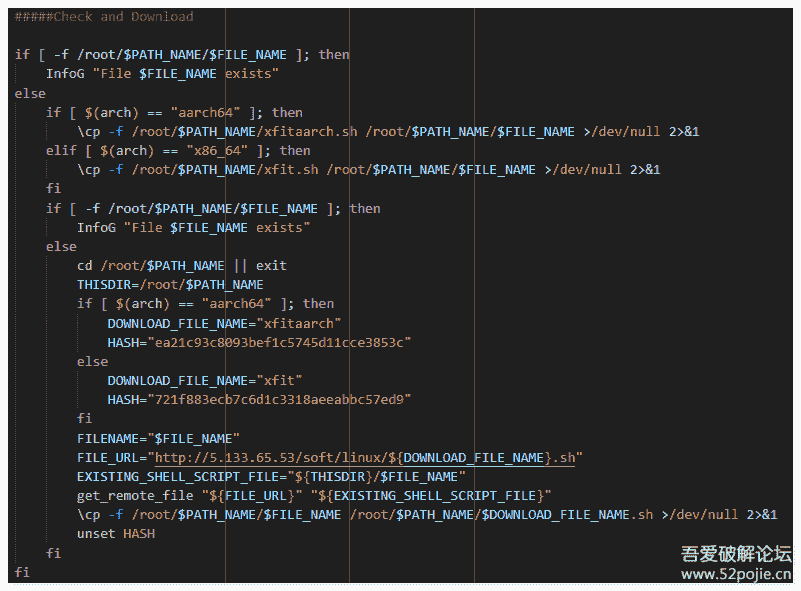 #####Check and Download
if [ -f /root/$PATH_NAME/$FILE_NAME ]; then
InfoG "File $FILE_NAME exists"
else
if [ $(arch) == "aarch64" ]; then
\cp -f /root/$PATH_NAME/xfitaarch.sh /root/$PATH_NAME/$FILE_NAME >/dev/null 2>&1
elif [ $(arch) == "x86_64" ]; then
\cp -f /root/$PATH_NAME/xfit.sh /root/$PATH_NAME/$FILE_NAME >/dev/null 2>&1
fi
if [ -f /root/$PATH_NAME/$FILE_NAME ]; then
InfoG "File $FILE_NAME exists"
else
cd /root/$PATH_NAME || exit
THISDIR=/root/$PATH_NAME
if [ $(arch) == "aarch64" ]; then
DOWNLOAD_FILE_NAME="xfitaarch"
HASH="ea21c93c8093bef1c5745d11cce3853c"
else
DOWNLOAD_FILE_NAME="xfit"
HASH="721f883ecb7c6d1c3318aeeabbc57ed9"
fi
FILENAME="$FILE_NAME"
FILE_URL="http://5.133.65.53/soft/linux/${DOWNLOAD_FILE_NAME}.sh"
EXISTING_SHELL_SCRIPT_FILE="${THISDIR}/$FILE_NAME"
get_remote_file "${FILE_URL}" "${EXISTING_SHELL_SCRIPT_FILE}"
\cp -f /root/$PATH_NAME/$FILE_NAME /root/$PATH_NAME/$DOWNLOAD_FILE_NAME.sh >/dev/null 2>&1
unset HASH
fi
fi
吾爱破解论坛
www.52pojie.cn